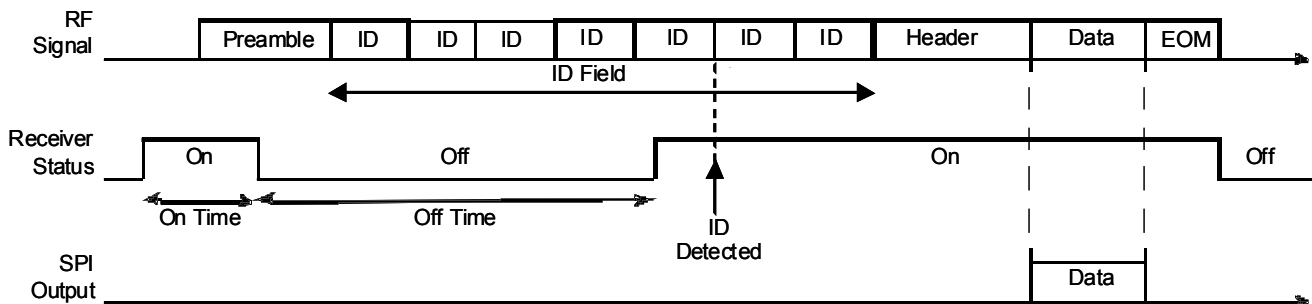 RF
Signal
Preamble ID ID ID ID ID ID ID Header Data EOM
ID Field
Receiver
Status
On Off On Off
On Time Off Time
ID
Detected
SPI
Output
Data